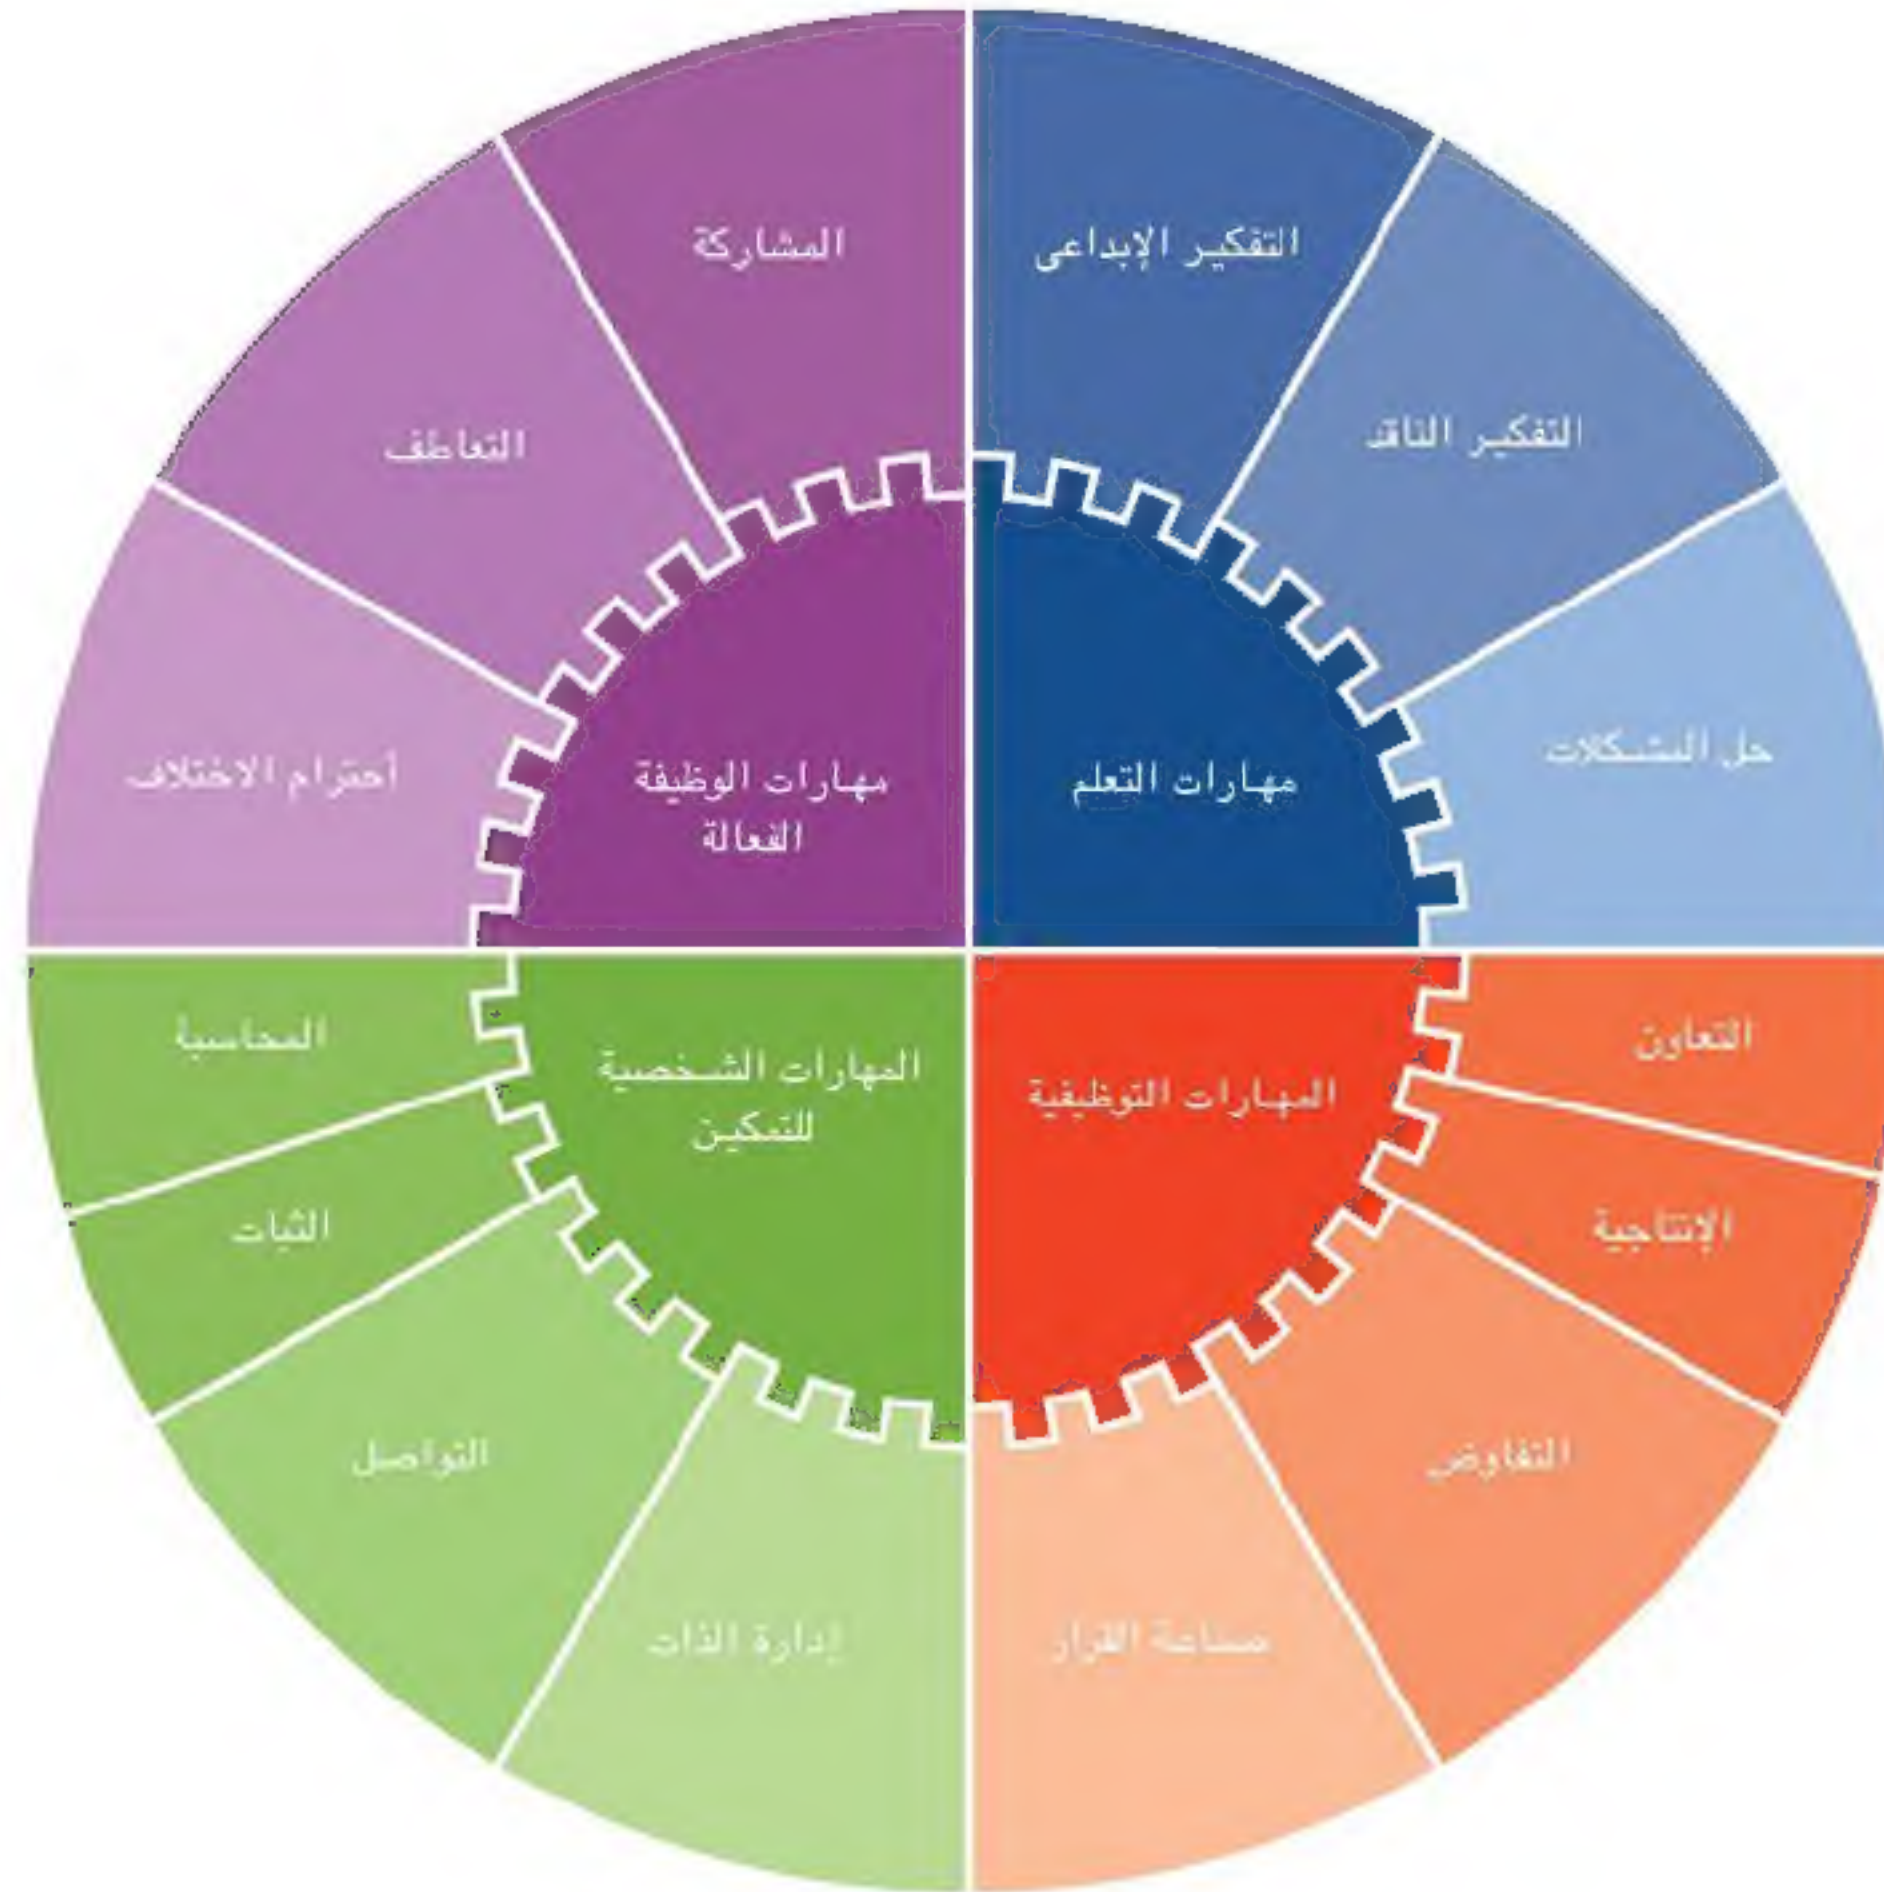 التفكير الإبداعى
التفكير الناقد
حل المشكلات
مهارات التعلم
المشاركة
التعاطف
احترام الاختلاف
مهارات الوظيفة
الفعالة
التعاون
الإنتاجية
التفاوض
صناعة القرار
المهارات التوظيفية
المحاسبة
الثبات
التواصل
إدارة الذات
المهارات الشخصية
للتمكين